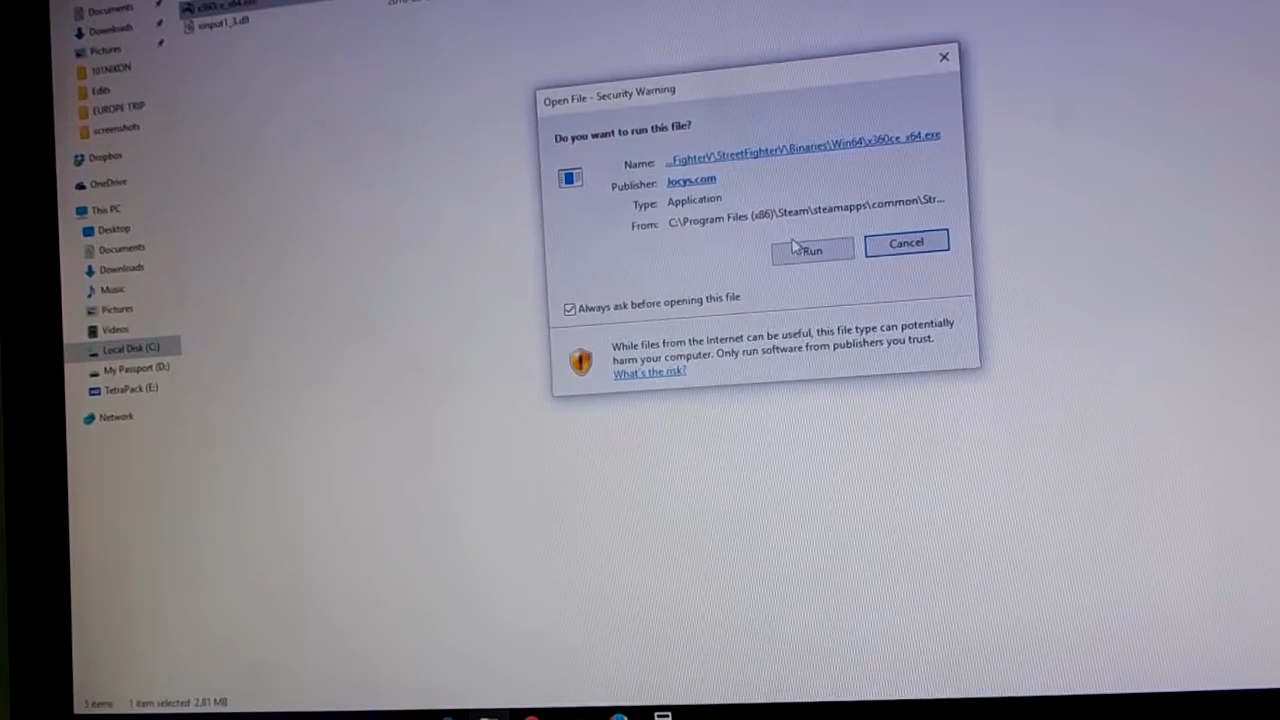 Documents
Downloads
Pictures
101NIKON
Edits
EUROPE TRIP
screenshots
Dropbox
OneDrive
This PC
Desktop
Documents
Downloads
Music
Pictures
Videos
Local Disk (C:)
My Passport (D:)
TetraPack (E:)
Network
x360ce_x64.exe
xinput1_3.dll
Open File - Security Warning
Do you want to run this file?
Name: ...FighterV\StreetFighterV\Binaries\Win64\x360ce_x64.exe
Publisher: Jocys.com
Type: Application
From: C:\Program Files (x86)\Steam\steamapps\common\Str...
Run
Cancel
Always ask before opening this file
While files from the Internet can be useful, this file type can potentially
harm your computer. Only run software from publishers you trust.
What's the risk?
5 items 1 item selected 2.81 MB